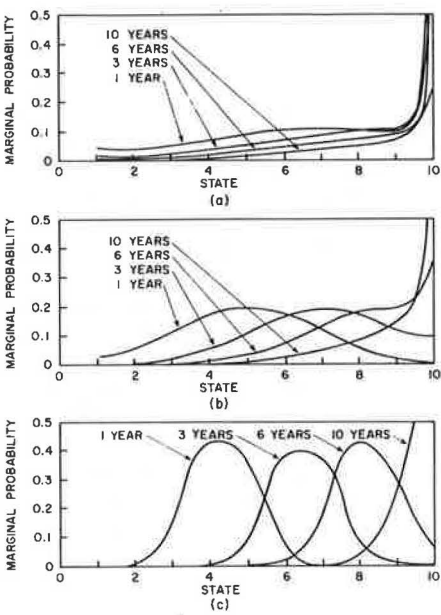 MARGINAL PROBABILITY
0.5
0.4
0.3
0.2
0.1
0
10 YEARS
6 YEARS
3 YEARS
1 YEAR
0 2 4 6 8 10
STATE
(a)
MARGINAL PROBABILITY
0.5
0.4
0.3
0.2
0.1
0
10 YEARS
6 YEARS
3 YEARS
1 YEAR
0 2 4 6 8 10
STATE
(b)
MARGINAL PROBABILITY
0.5
0.4
0.3
0.2
0.1
0
1 YEAR 3 YEARS 6 YEARS 10 YEARS
0 2 4 6 8 10
STATE
(c)